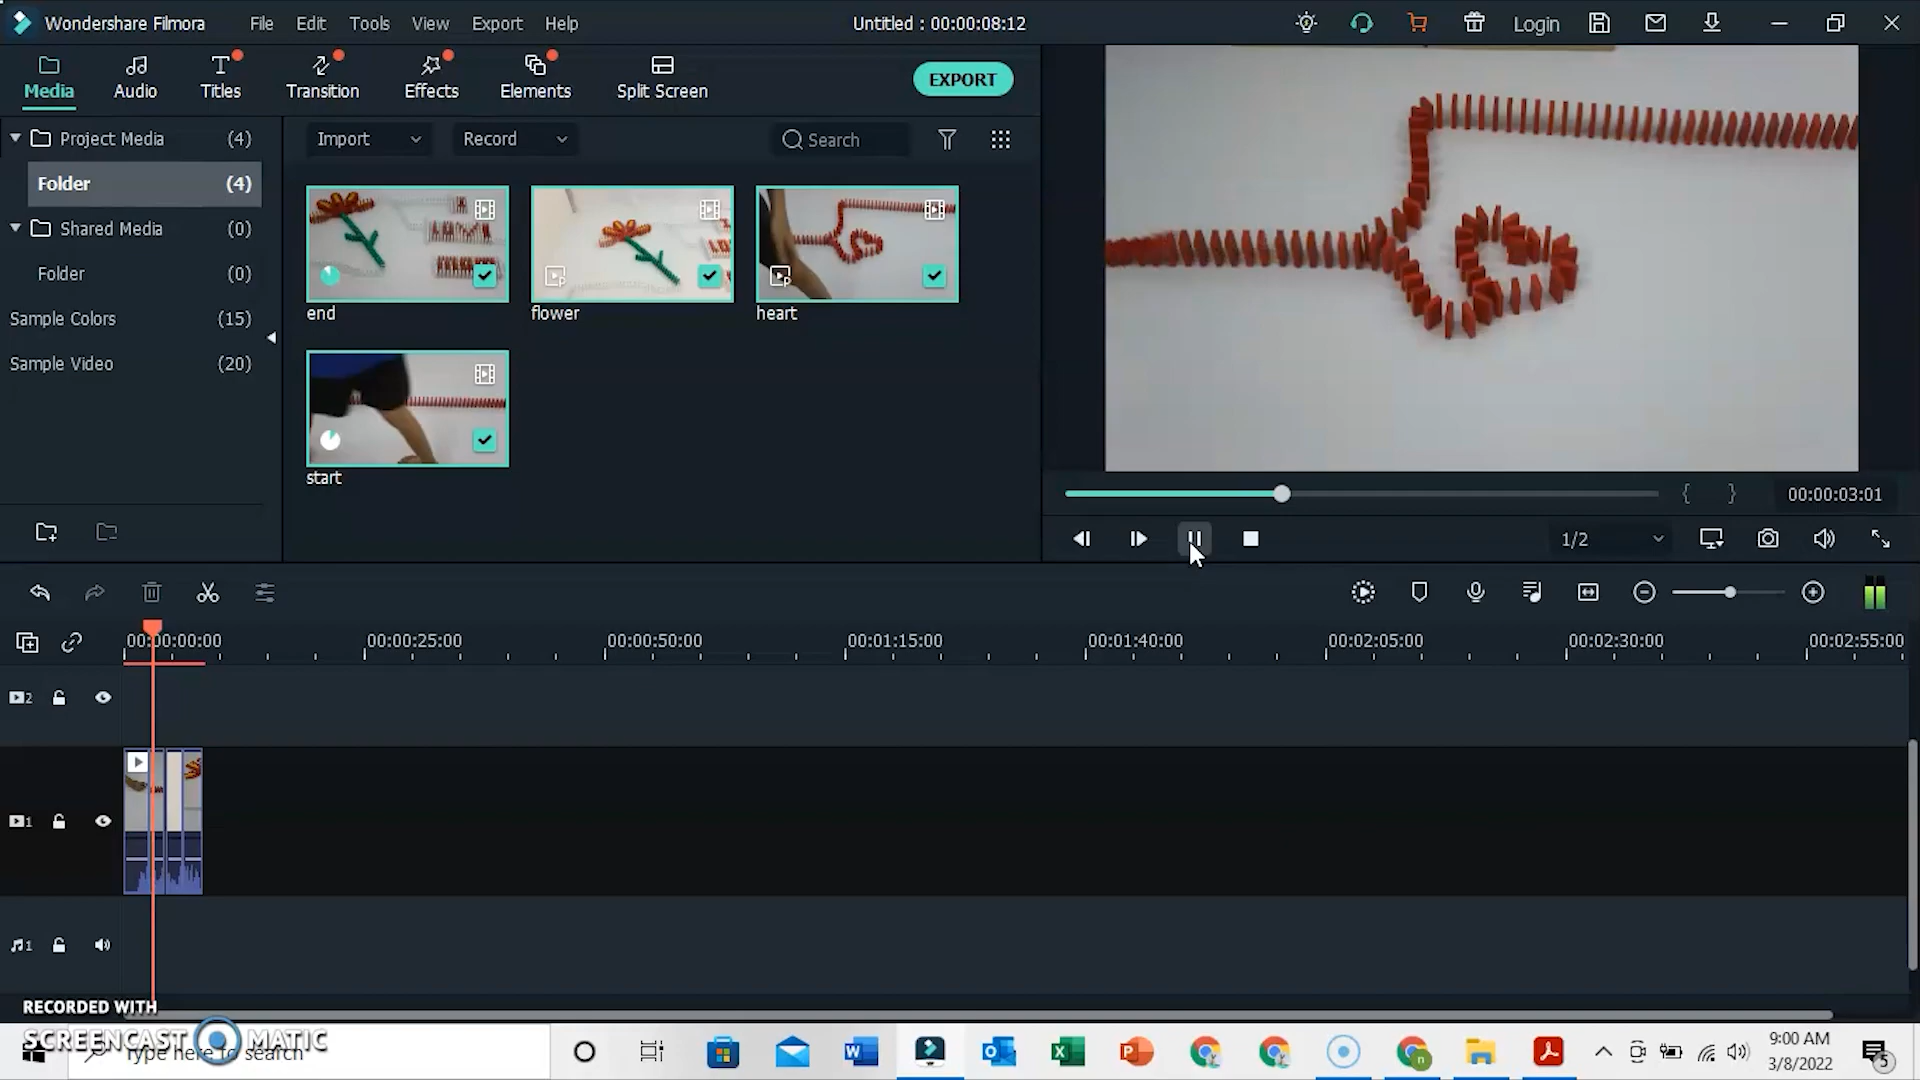 Wondershare Filmora File Edit Tools View Export Help Untitled : 00:00:08:12 Login
Media Audio Titles Transition Effects Elements Split Screen EXPORT
Project Media (4)
Folder (4)
Shared Media (0)
Folder (0)
Sample Colors (15)
Sample Video (20)
Import Record Search
end flower heart
start
00:00:03:01
1/2
00:00:00:00 00:00:25:00 00:00:50:00 00:01:15:00 00:01:40:00 00:02:05:00 00:02:30:00 00:02:55:00
2
1
1
RECORDED WITH
SCREENCAST MATIC
Type here to search
9:00 AM
3/8/2022
5